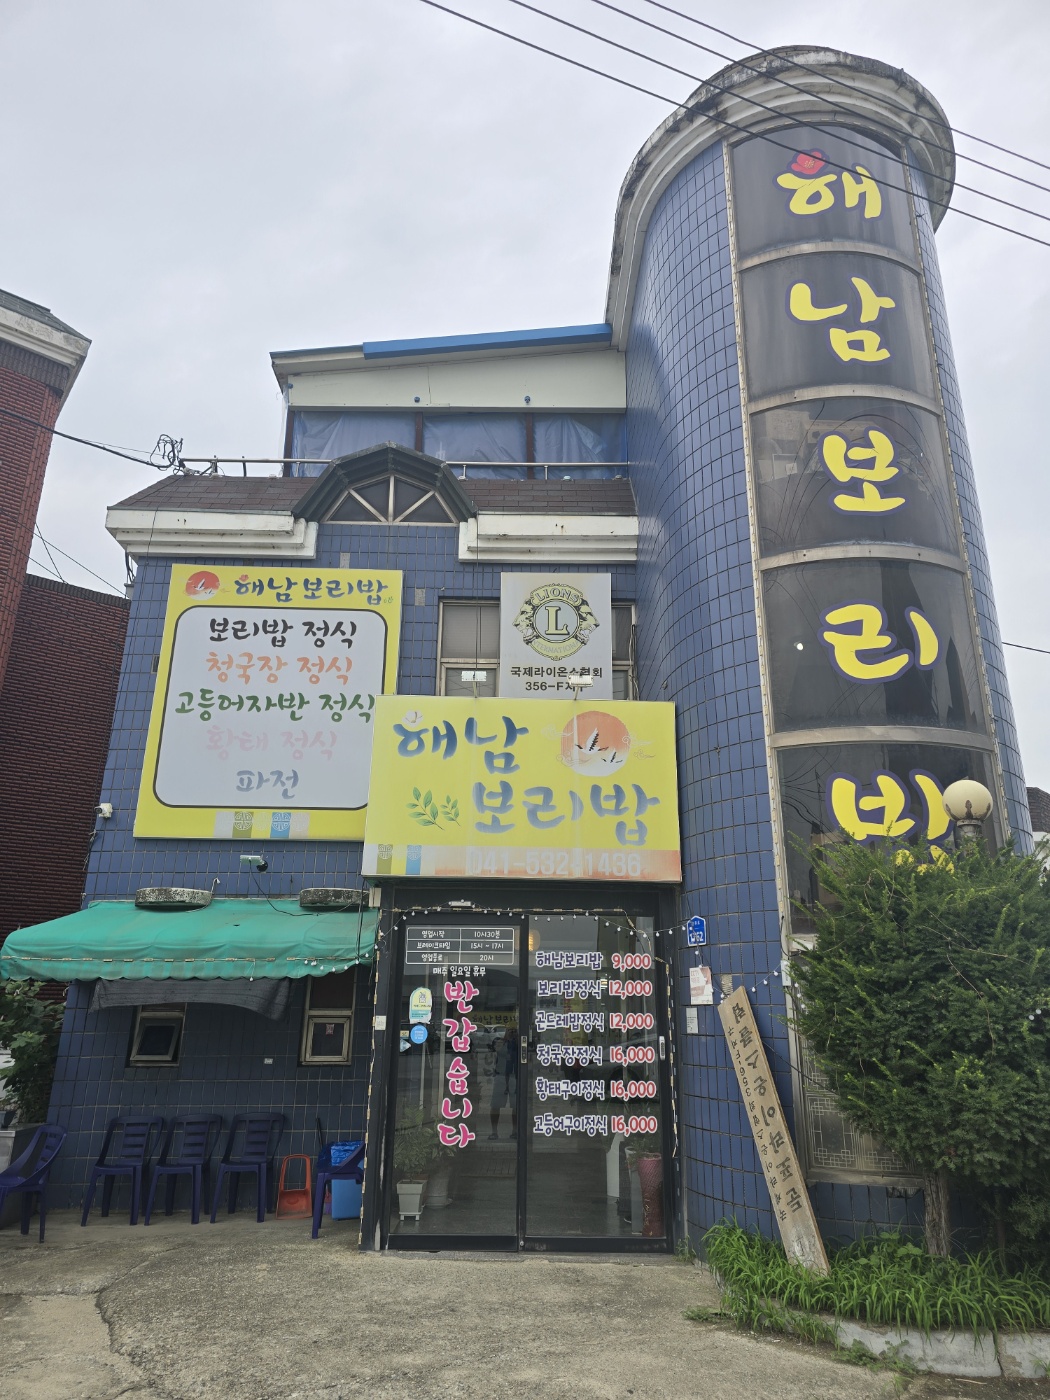 해
남
보
리
밥
해남보리밥
보리밥 정식
청국장 정식
고등어자반 정식
황태 정식
파전
LIONS
L
INTERNATIONAL
국제라이온스협회
356-F
해남
보리밥
041-532-1436
영업시작 10시30분
브레이크타임 15시 - 17시
영업종료 20시
매주 일요일 휴무
반갑습니다
해남보리밥 9,000
보리밥정식 12,000
곤드레밥정식 12,000
청국장정식 16,000
황태구이정식 16,000
고등어구이정식 16,000